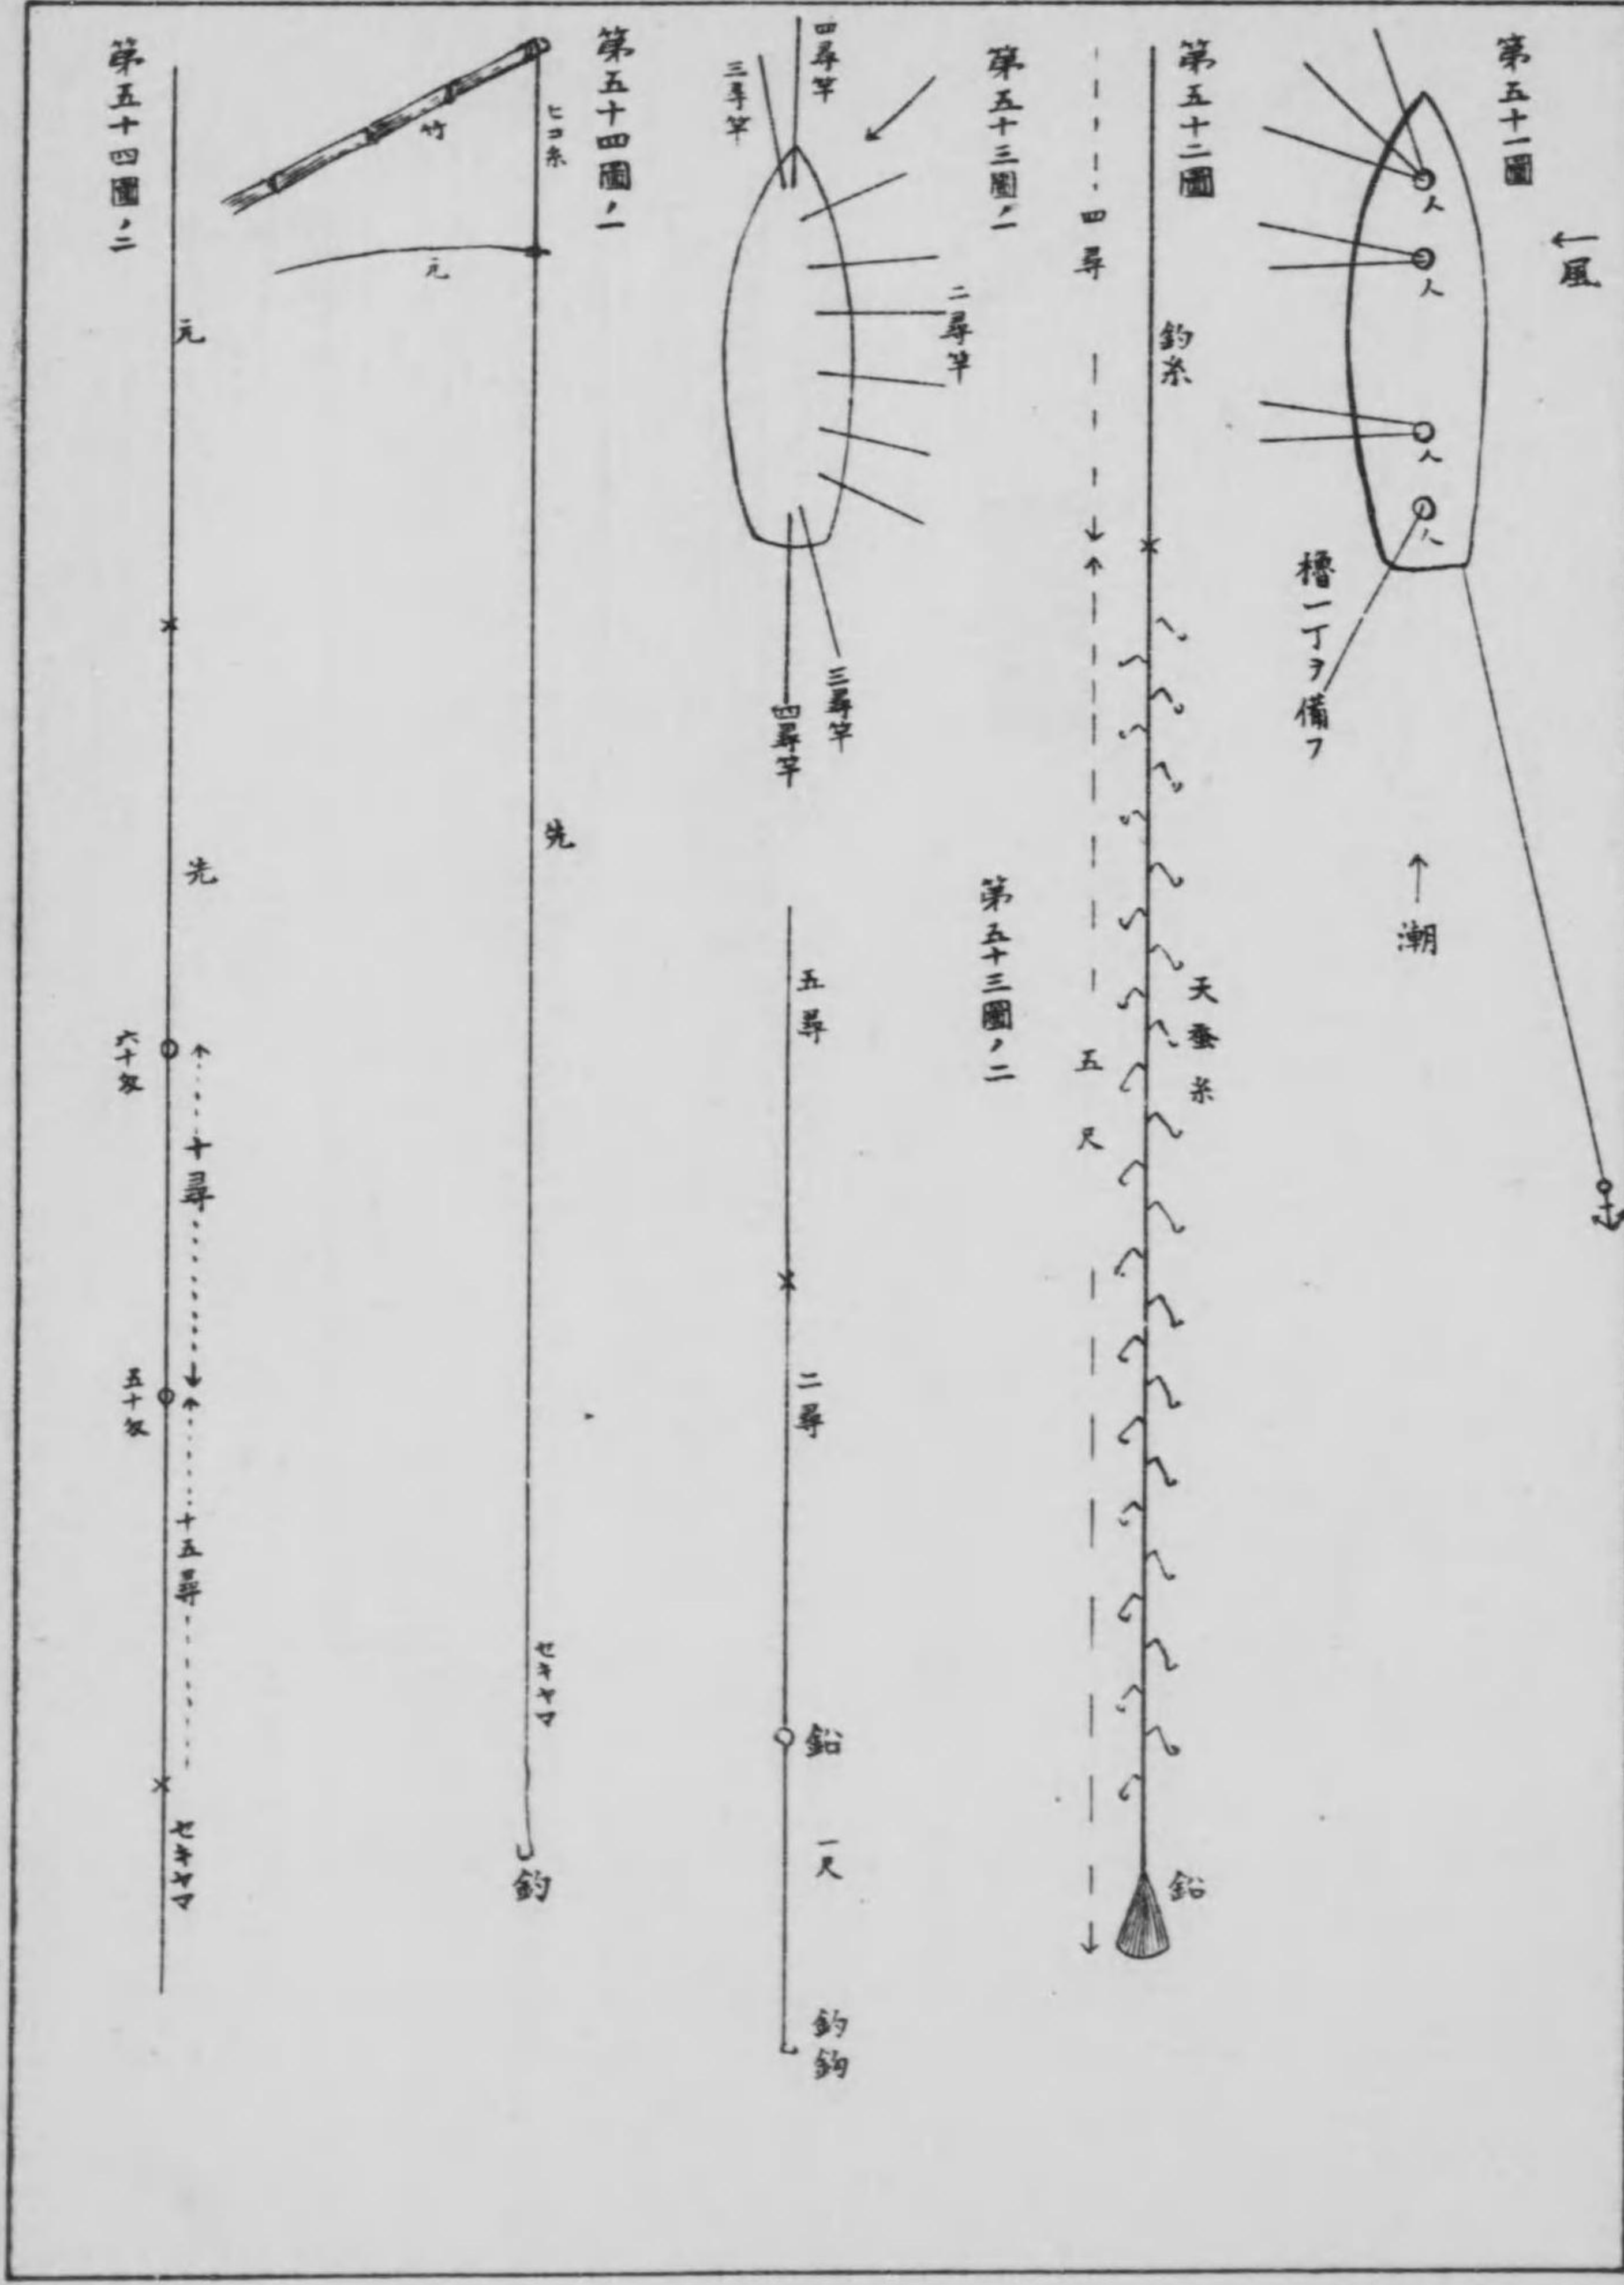 第五十一圖
←風
人
人
人
人
櫓一丁ヲ備フ
↑潮
第五十二圖
釣糸
四尋
天蚕糸
五尺
鉛
第五十三圖ノ一
四尋竿
三尋竿
二尋竿
三尋竿
四尋竿
第五十三圖ノ二
五尋
二尋
鉛
一尺
釣鈎
第五十四圖ノ一
ヒコ糸
竹
元
先
セキヤマ
釣
第五十四圖ノ二
元
先
六十匁
十尋
五十匁
十五尋
セキヤマ